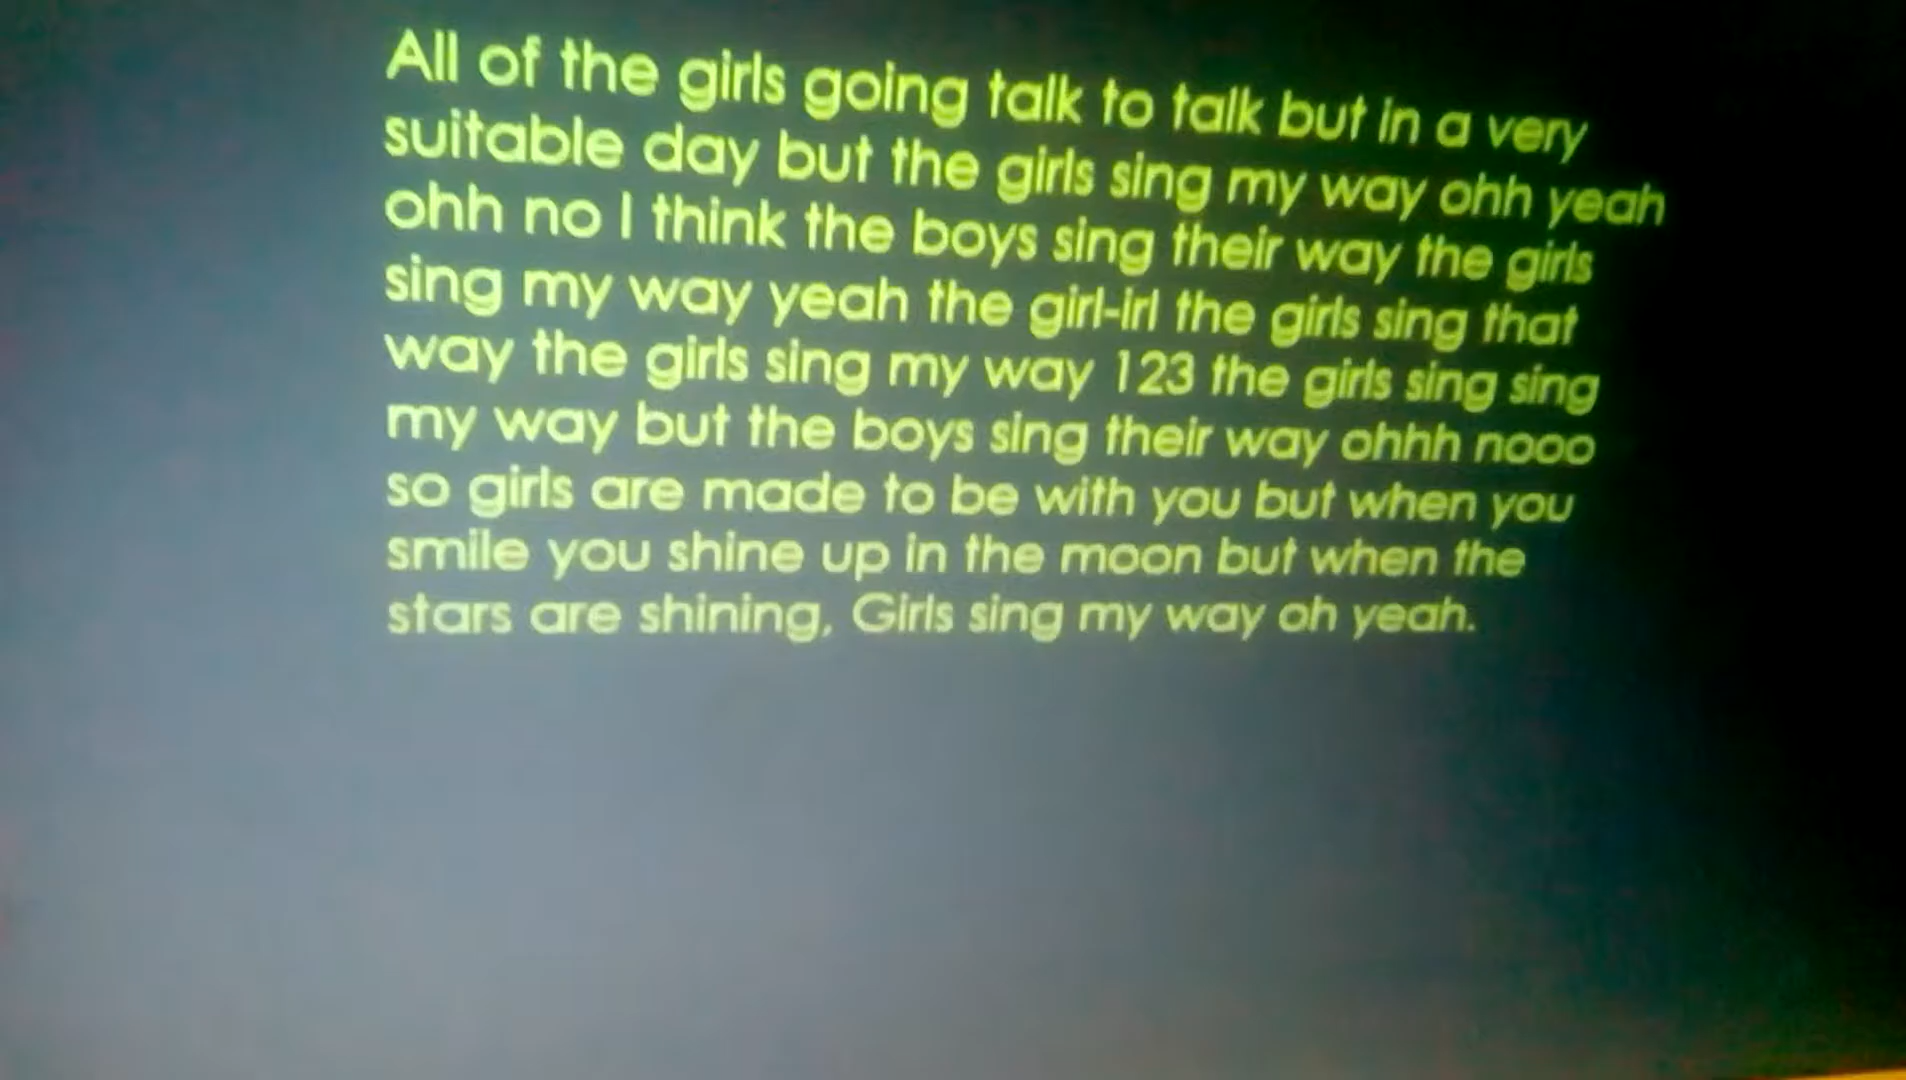 All of the girls going talk to talk but in a very
suitable day but the girls sing my way ohh yeah
ohh no I think the boys sing their way the girls
sing my way yeah the girl-irl the girls sing that
way the girls sing my way 123 the girls sing sing
my way but the boys sing their way ohhh nooo
so girls are made to be with you but when you
smile you shine up in the moon but when the
stars are shining, Girls sing my way oh yeah.